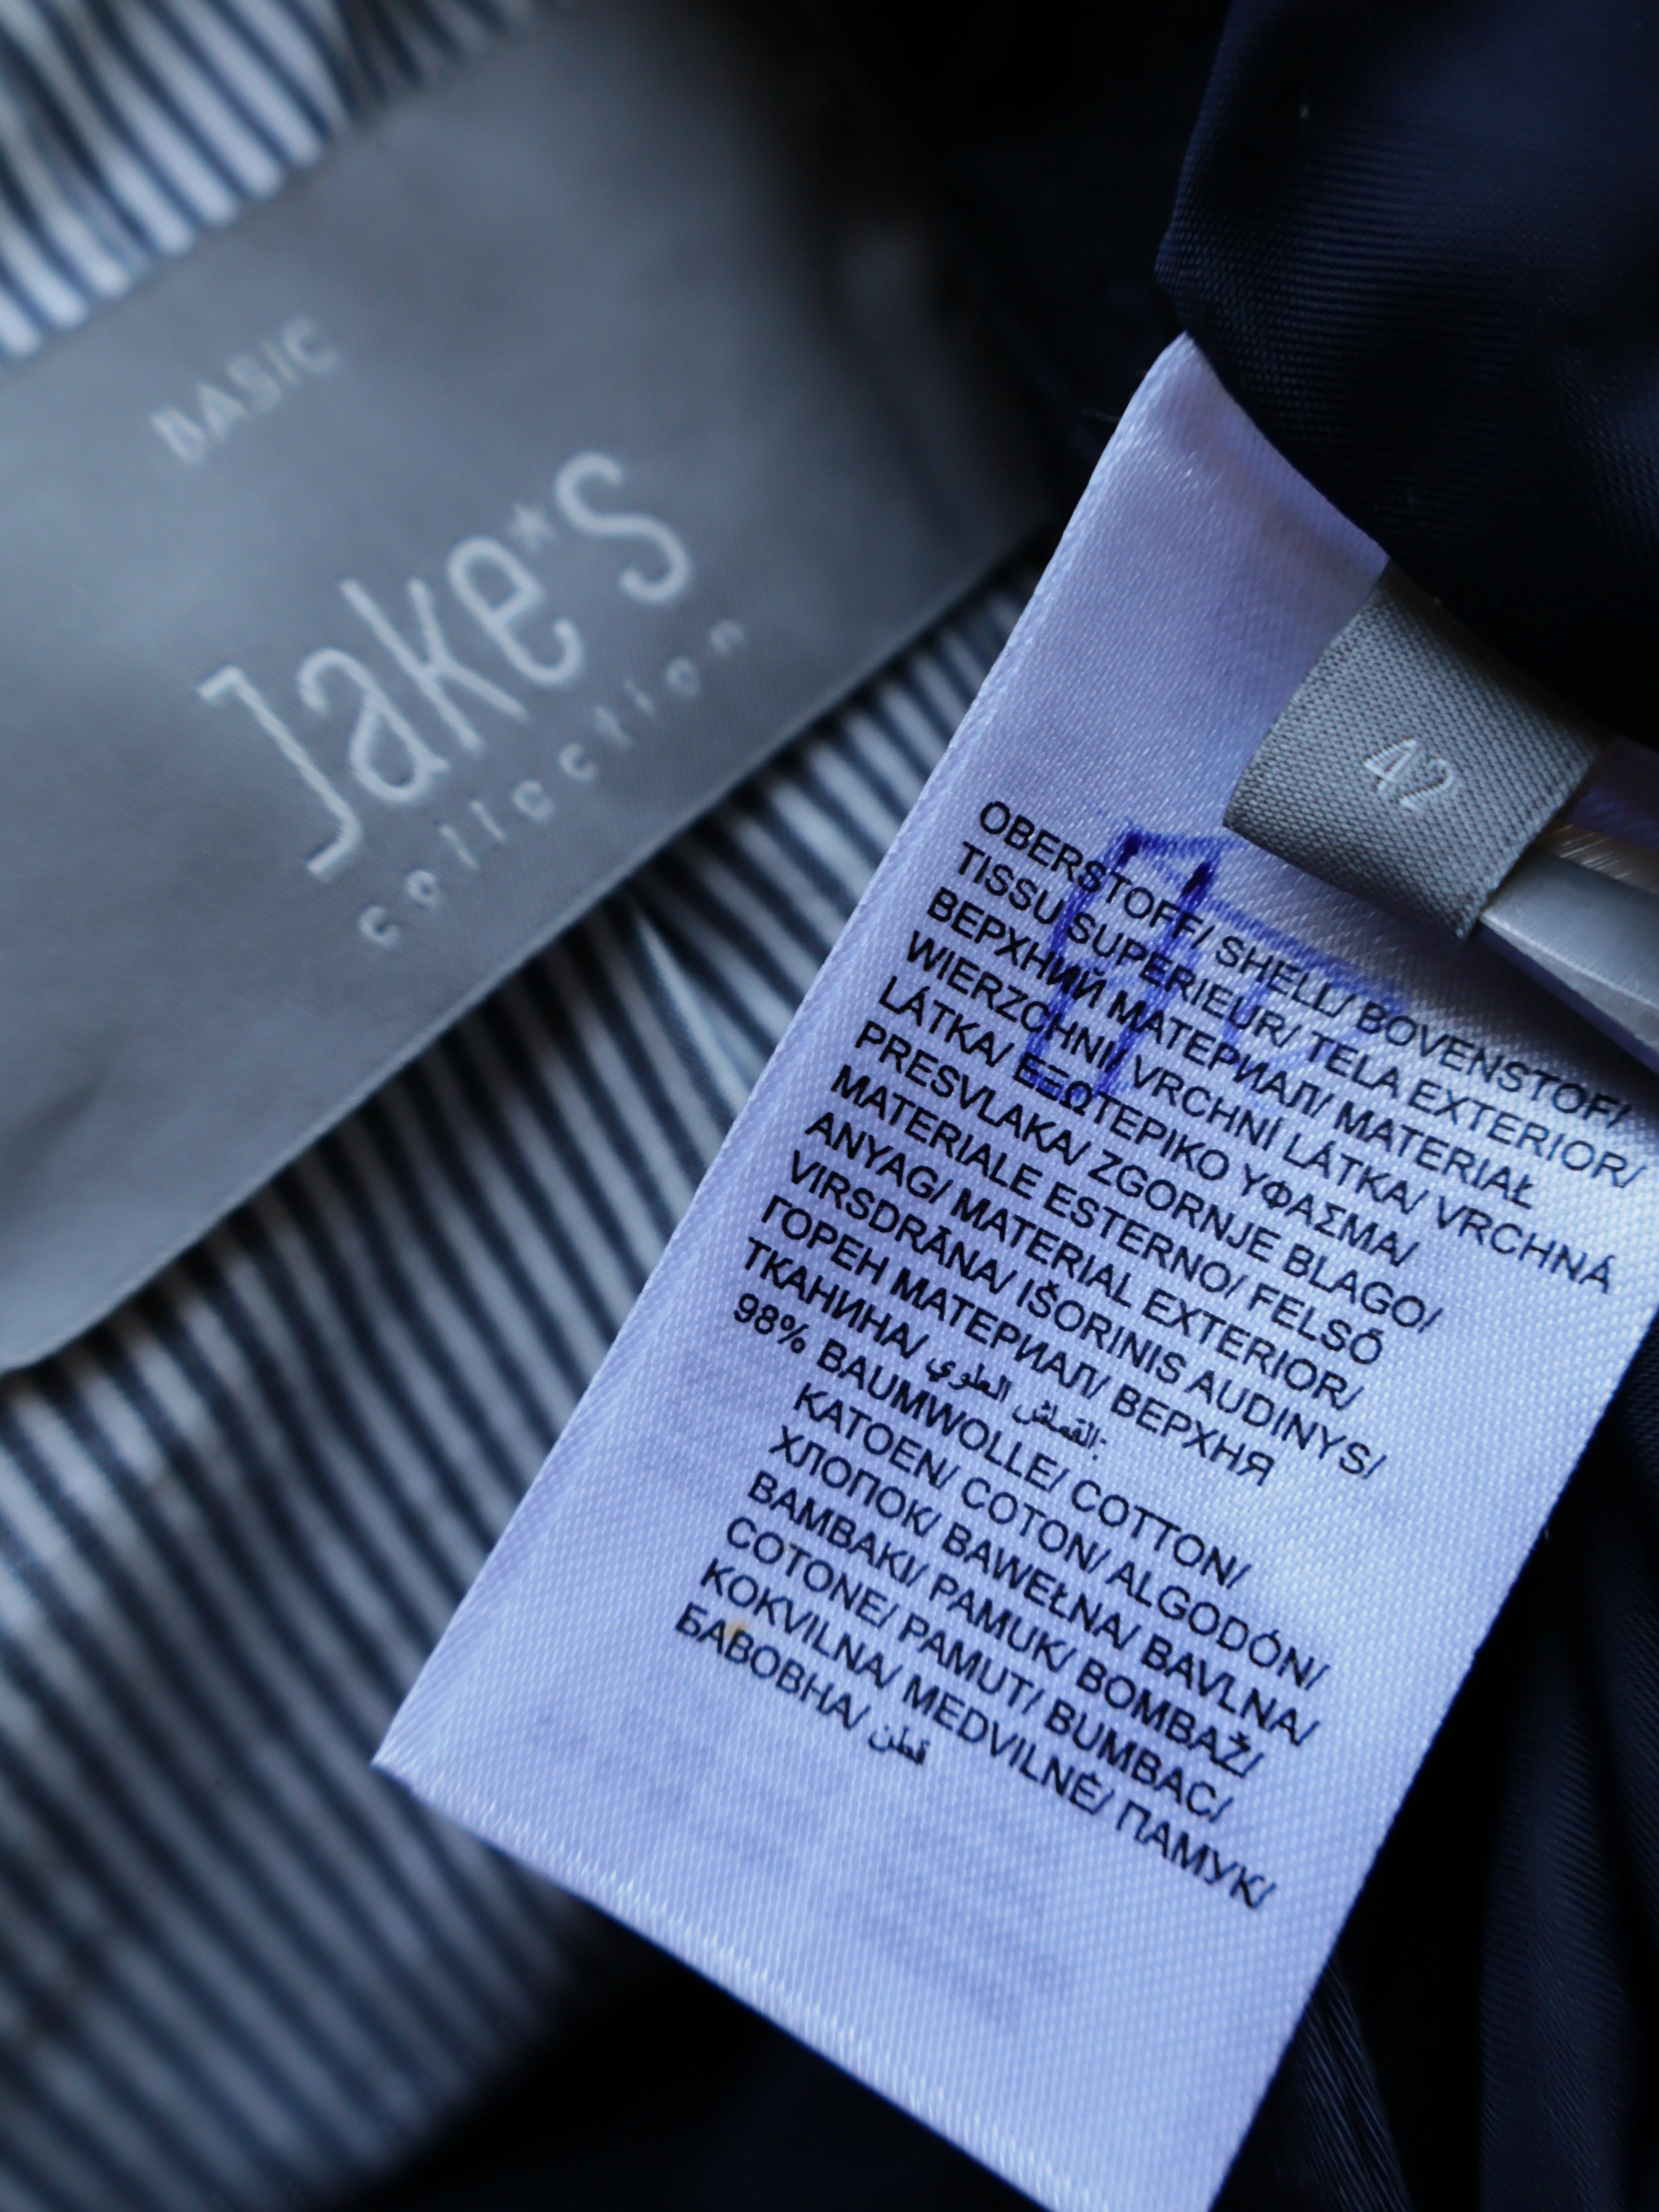 BASIC
Jake*s
collection
42
OBERSTOFF/ SHELL/ BOVENSTOF/
TISSU SUPERIEUR/ TELA EXTERIOR/
ВЕРХНИЙ МАТЕРИАЛ/ MATERIAŁ
WIERZCHNI/ VRCHNÍ LÁTKA/ VRCHNÁ
LÁTKA/ ΕΞΩΤΕΡΙΚΟ ΥΦΑΣΜΑ/
PRESVLAKA/ ZGORNJE BLAGO/
MATERIALE ESTERNO/ FELSŐ
ANYAG/ MATERIAL EXTERIOR/
VIRSDRĀNA/ IŠORINIS AUDINYS/
ГОРЕН МАТЕРИАЛ/ ВЕРХНЯ
ТКАНИНА/ القماش العلوي:
98% BAUMWOLLE/ COTTON/
KATOEN/ COTON/ ALGODÓN/
ХЛОПОК/ BAWEŁNA/ BAVLNA/
BAMBAKI/ PAMUK/ BOMBAŽ/
COTONE/ PAMUT/ BUMBAC/
KOKVILNA/ MEDVILNĖ/ ПАМУК/
БАВОВНА/ قطن